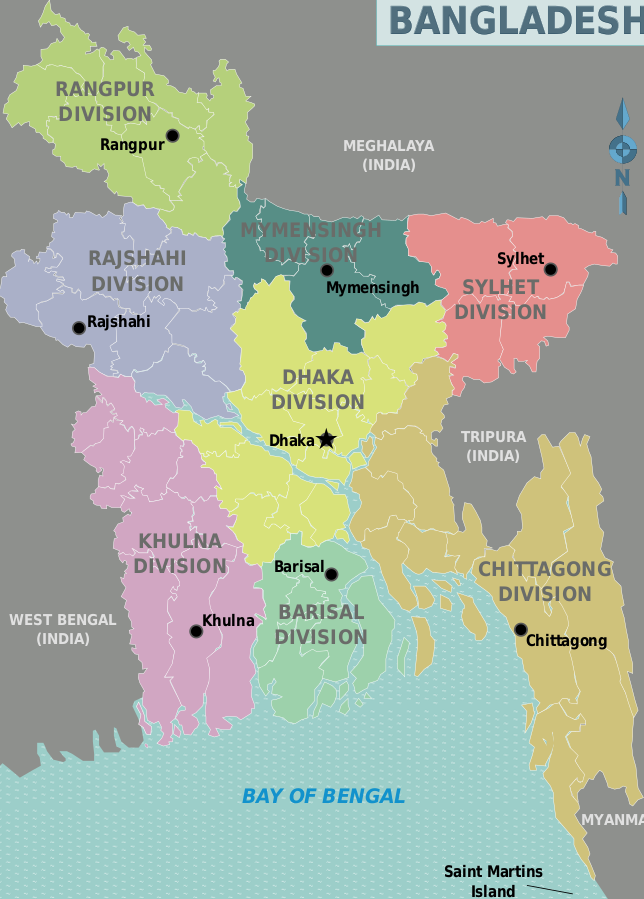 BANGLADESH
RANGPUR
DIVISION
Rangpur
MEGHALAYA
(INDIA)
N
MYMENSINGH
DIVISION
Mymensingh
RAJSHAHI
DIVISION
Rajshahi
Sylhet
SYLHET
DIVISION
DHAKA
DIVISION
Dhaka
TRIPURA
(INDIA)
KHULNA
DIVISION
Khulna
Barisal
BARISAL
DIVISION
CHITTAGONG
DIVISION
Chittagong
WEST BENGAL
(INDIA)
BAY OF BENGAL
MYANMA
Saint Martins
Island